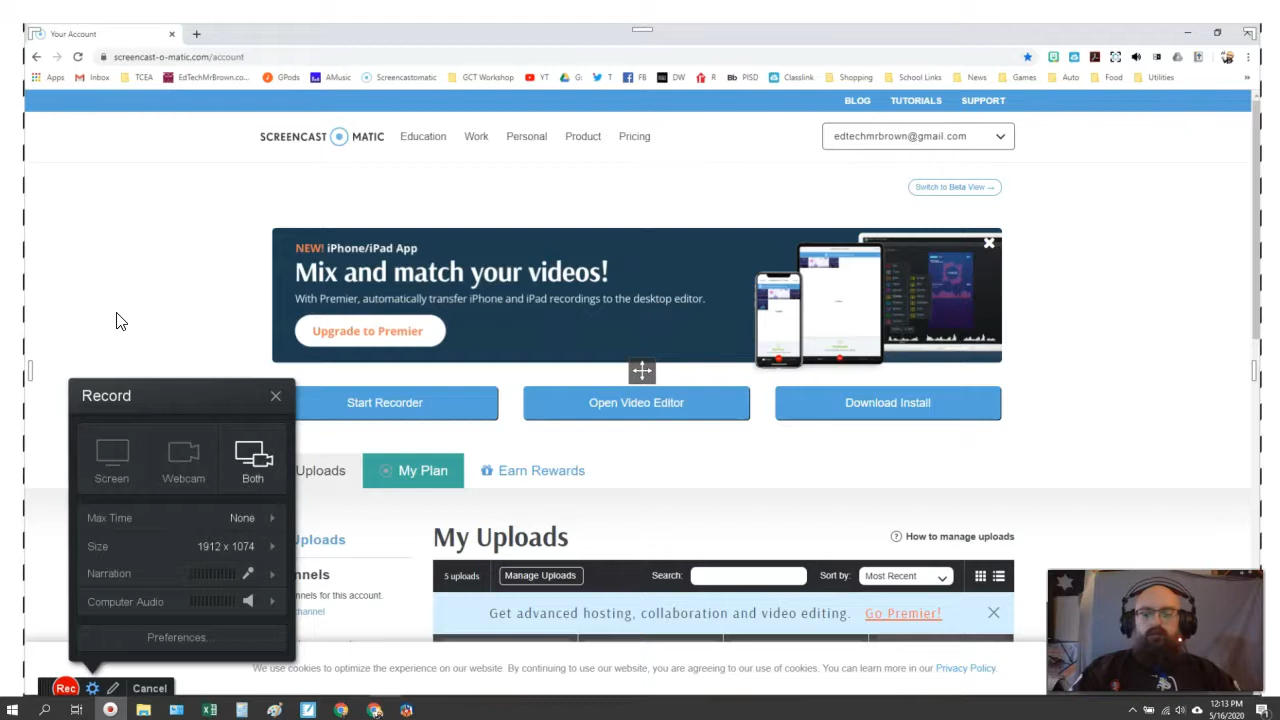 Your Account
screencast-o-matic.com/account
Apps Inbox TCEA EdTechMrBrown.co... GPods AMusic Screencastomatic GCT Workshop YT G: T FB DW R Bb PISD Classlink Shopping School Links News Games Auto Food Utilities »
BLOG TUTORIALS SUPPORT
SCREENCAST MATIC Education Work Personal Product Pricing edtechmrbrown@gmail.com
Switch to Beta View →
NEW! iPhone/iPad App
Mix and match your videos!
With Premier, automatically transfer iPhone and iPad recordings to the desktop editor.
Upgrade to Premier
Record
Start Recorder Open Video Editor Download Install
Screen Webcam Both
Uploads My Plan Earn Rewards
Max Time None
Size 1912 x 1074
Narration
Computer Audio
Preferences...
Uploads
nnels
nnels for this account.
hannel
My Uploads ? How to manage uploads
5 uploads Manage Uploads Search: Sort by: Most Recent
Get advanced hosting, collaboration and video editing. Go Premier!
We use cookies to optimize the experience on our website. By continuing to use our website, you are agreeing to our use of cookies. You can learn more in our Privacy Policy.
Rec Cancel
12:13 PM
5/16/2020